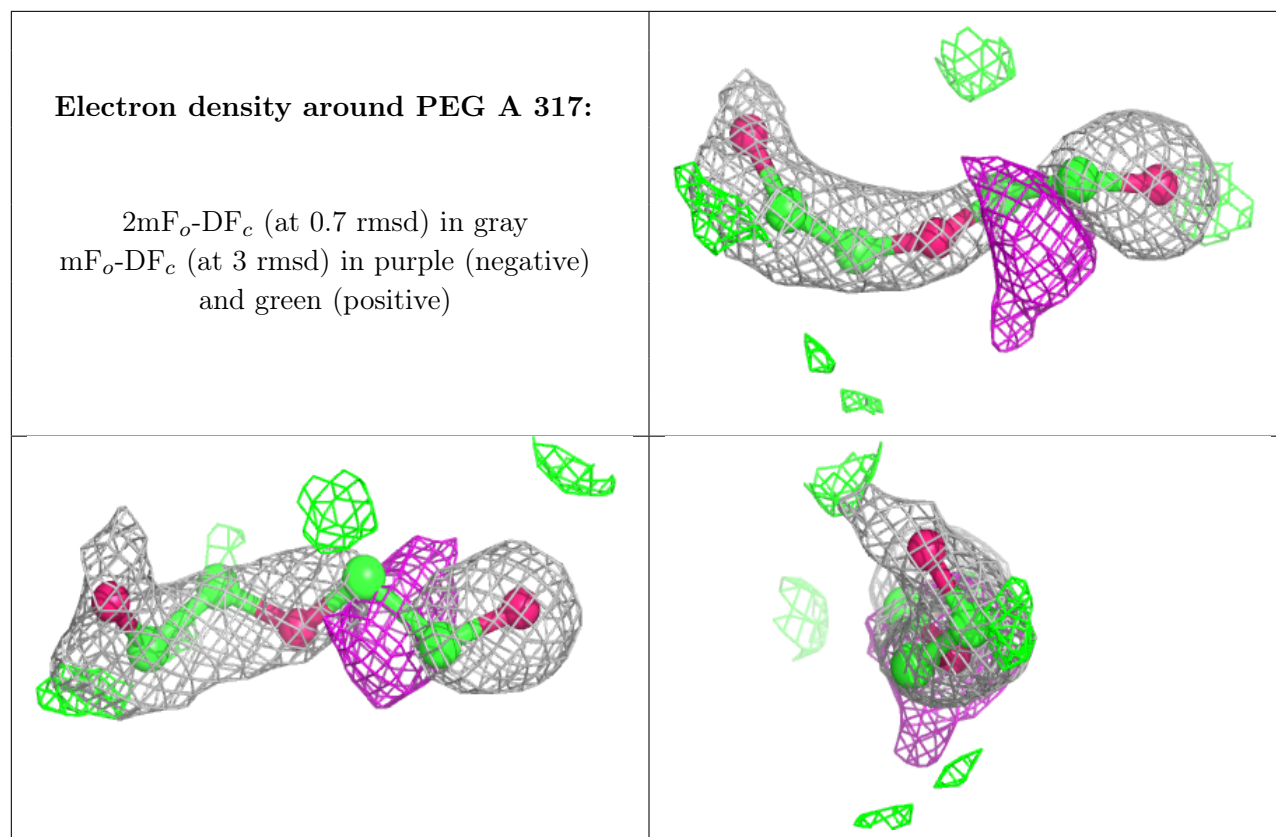 Electron density around PEG A 317:
2mFo-DFc (at 0.7 rmsd) in gray
mFo-DFc (at 3 rmsd) in purple (negative)
and green (positive)